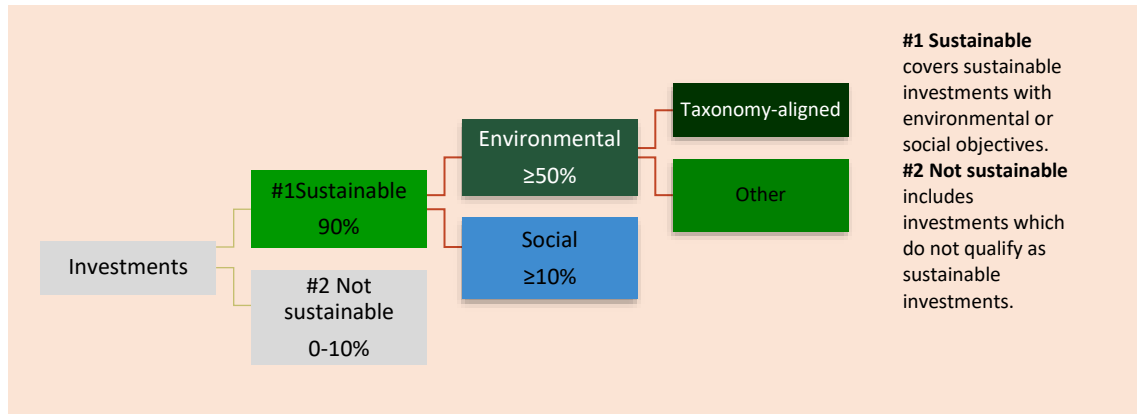 Investments
#1Sustainable
90%
#2 Not
sustainable
0-10%
Environmental
≥50%
Social
≥10%
Taxonomy-aligned
Other
#1 Sustainable
covers sustainable
investments with
environmental or
social objectives.
#2 Not sustainable
includes
investments which
do not qualify as
sustainable
investments.